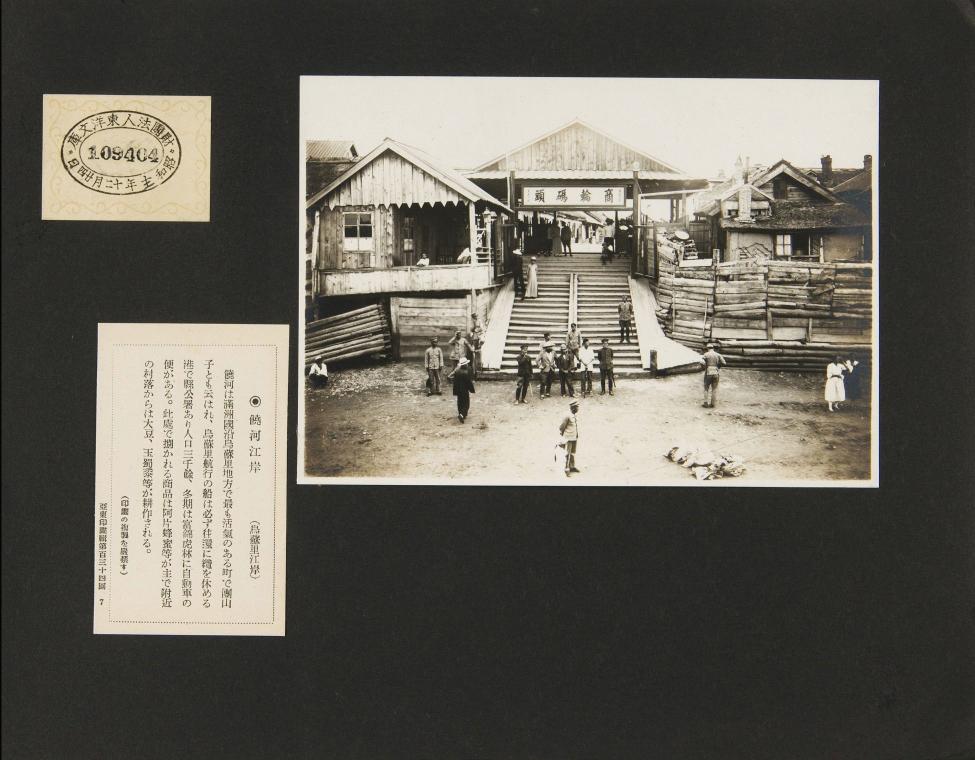 財團法人東洋文庫
109404
昭和十二年十月廿四日
商輪碼頭
◉ 饒河江岸 (烏蘇里江岸)
饒河は滿洲國沿烏蘇里地方で最も活氣のある町で團山
子とも云はれ、烏蘇里航行の船は必ず往還に纜を休める
港で縣公署あり人口三千餘、冬期は富錦虎林に自動車の
便がある。此處で捌かれる商品は阿片蜂蜜等が主で附近
の村落からは大豆、玉蜀黍等が耕作される。
(印畫の複製を嚴禁す)
亞東印畫輯第百三十四回 7